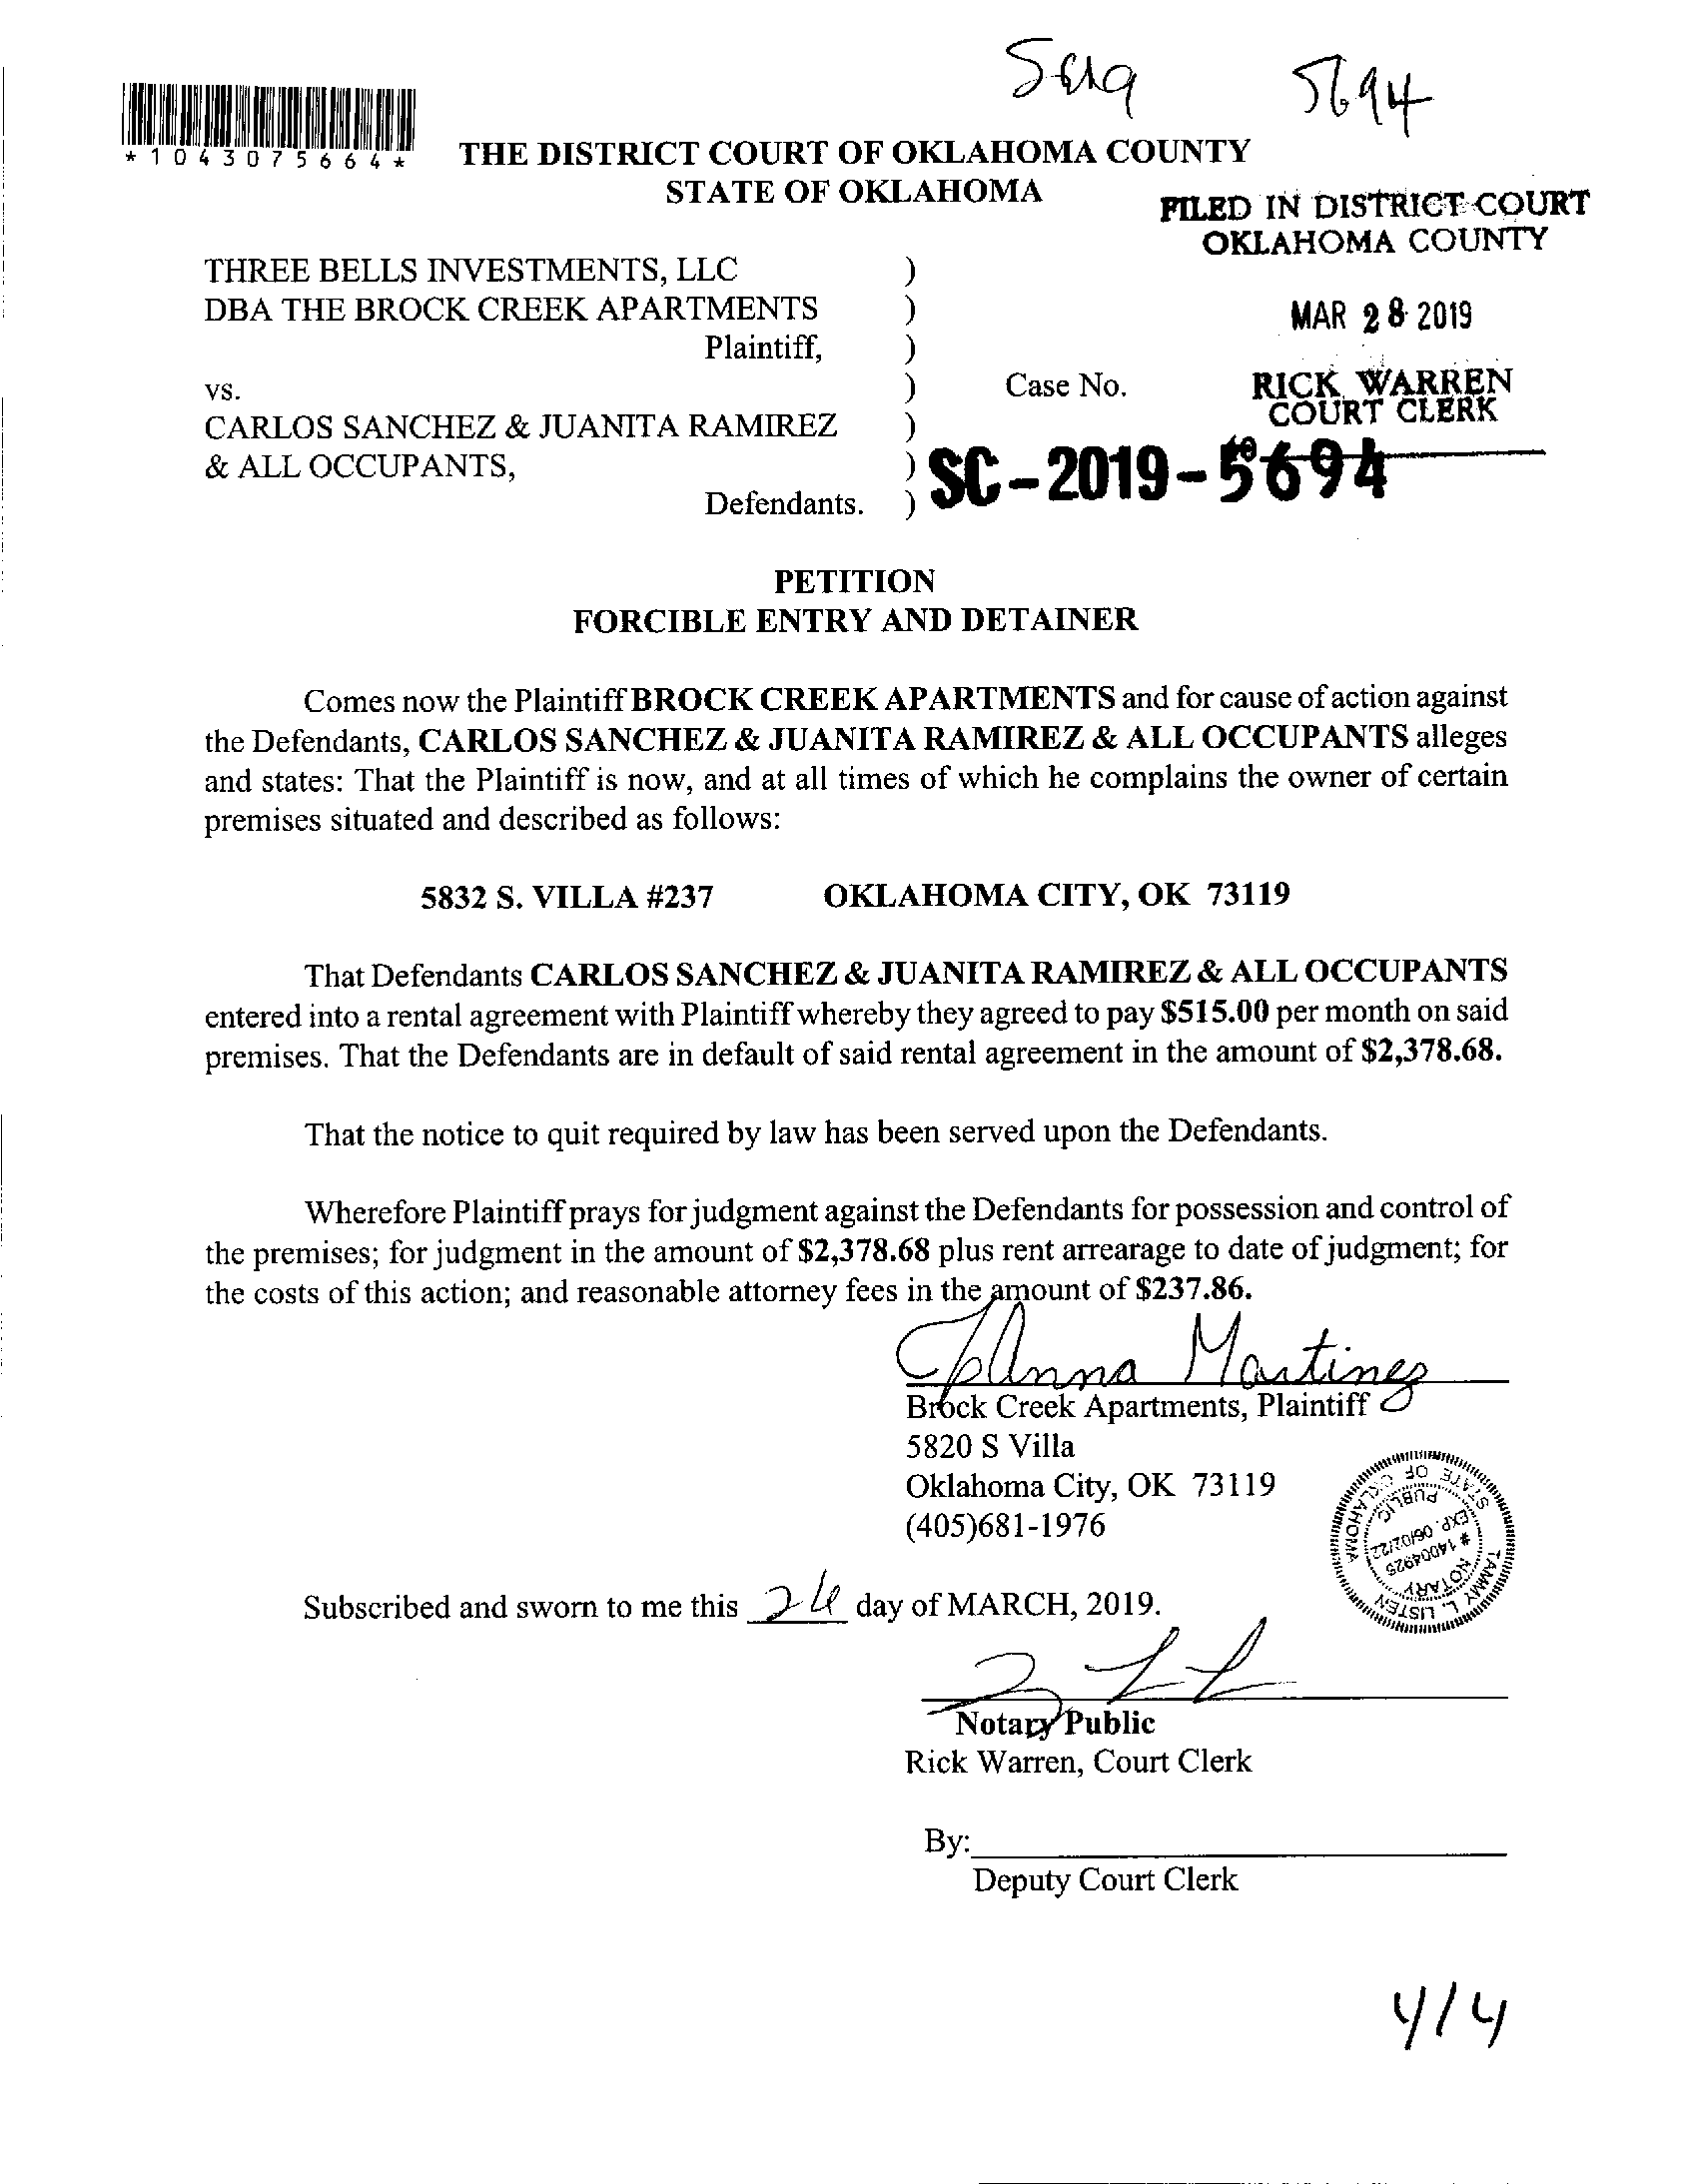 5694
*1043075664*
THE DISTRICT COURT OF OKLAHOMA COUNTY
STATE OF OKLAHOMA
FILED IN DISTRICT COURT
OKLAHOMA COUNTY
MAR 28 2019
RICK WARREN
COURT CLERK
THREE BELLS INVESTMENTS, LLC )
DBA THE BROCK CREEK APARTMENTS )
Plaintiff, )
vs. ) Case No.
CARLOS SANCHEZ & JUANITA RAMIREZ )
& ALL OCCUPANTS, ) SC-2019-5694
Defendants. )
PETITION
FORCIBLE ENTRY AND DETAINER
Comes now the Plaintiff BROCK CREEK APARTMENTS and for cause of action against
the Defendants, CARLOS SANCHEZ & JUANITA RAMIREZ & ALL OCCUPANTS alleges
and states: That the Plaintiff is now, and at all times of which he complains the owner of certain
premises situated and described as follows:
5832 S. VILLA #237 OKLAHOMA CITY, OK 73119
That Defendants CARLOS SANCHEZ & JUANITA RAMIREZ & ALL OCCUPANTS
entered into a rental agreement with Plaintiff whereby they agreed to pay $515.00 per month on said
premises. That the Defendants are in default of said rental agreement in the amount of $2,378.68.
That the notice to quit required by law has been served upon the Defendants.
Wherefore Plaintiff prays for judgment against the Defendants for possession and control of
the premises; for judgment in the amount of $2,378.68 plus rent arrearage to date of judgment; for
the costs of this action; and reasonable attorney fees in the amount of $237.86.
Martinez
Brock Creek Apartments, Plaintiff
5820 S Villa
Oklahoma City, OK 73119
(405)681-1976
TAMMY L. LISTEN
STATE OF OKLAHOMA
NOTARY
# 14004925
EXP. 06/02/22
PUBLIC
Subscribed and sworn to me this day of MARCH, 2019.
Notary Public
Rick Warren, Court Clerk
By:
Deputy Court Clerk
4/4